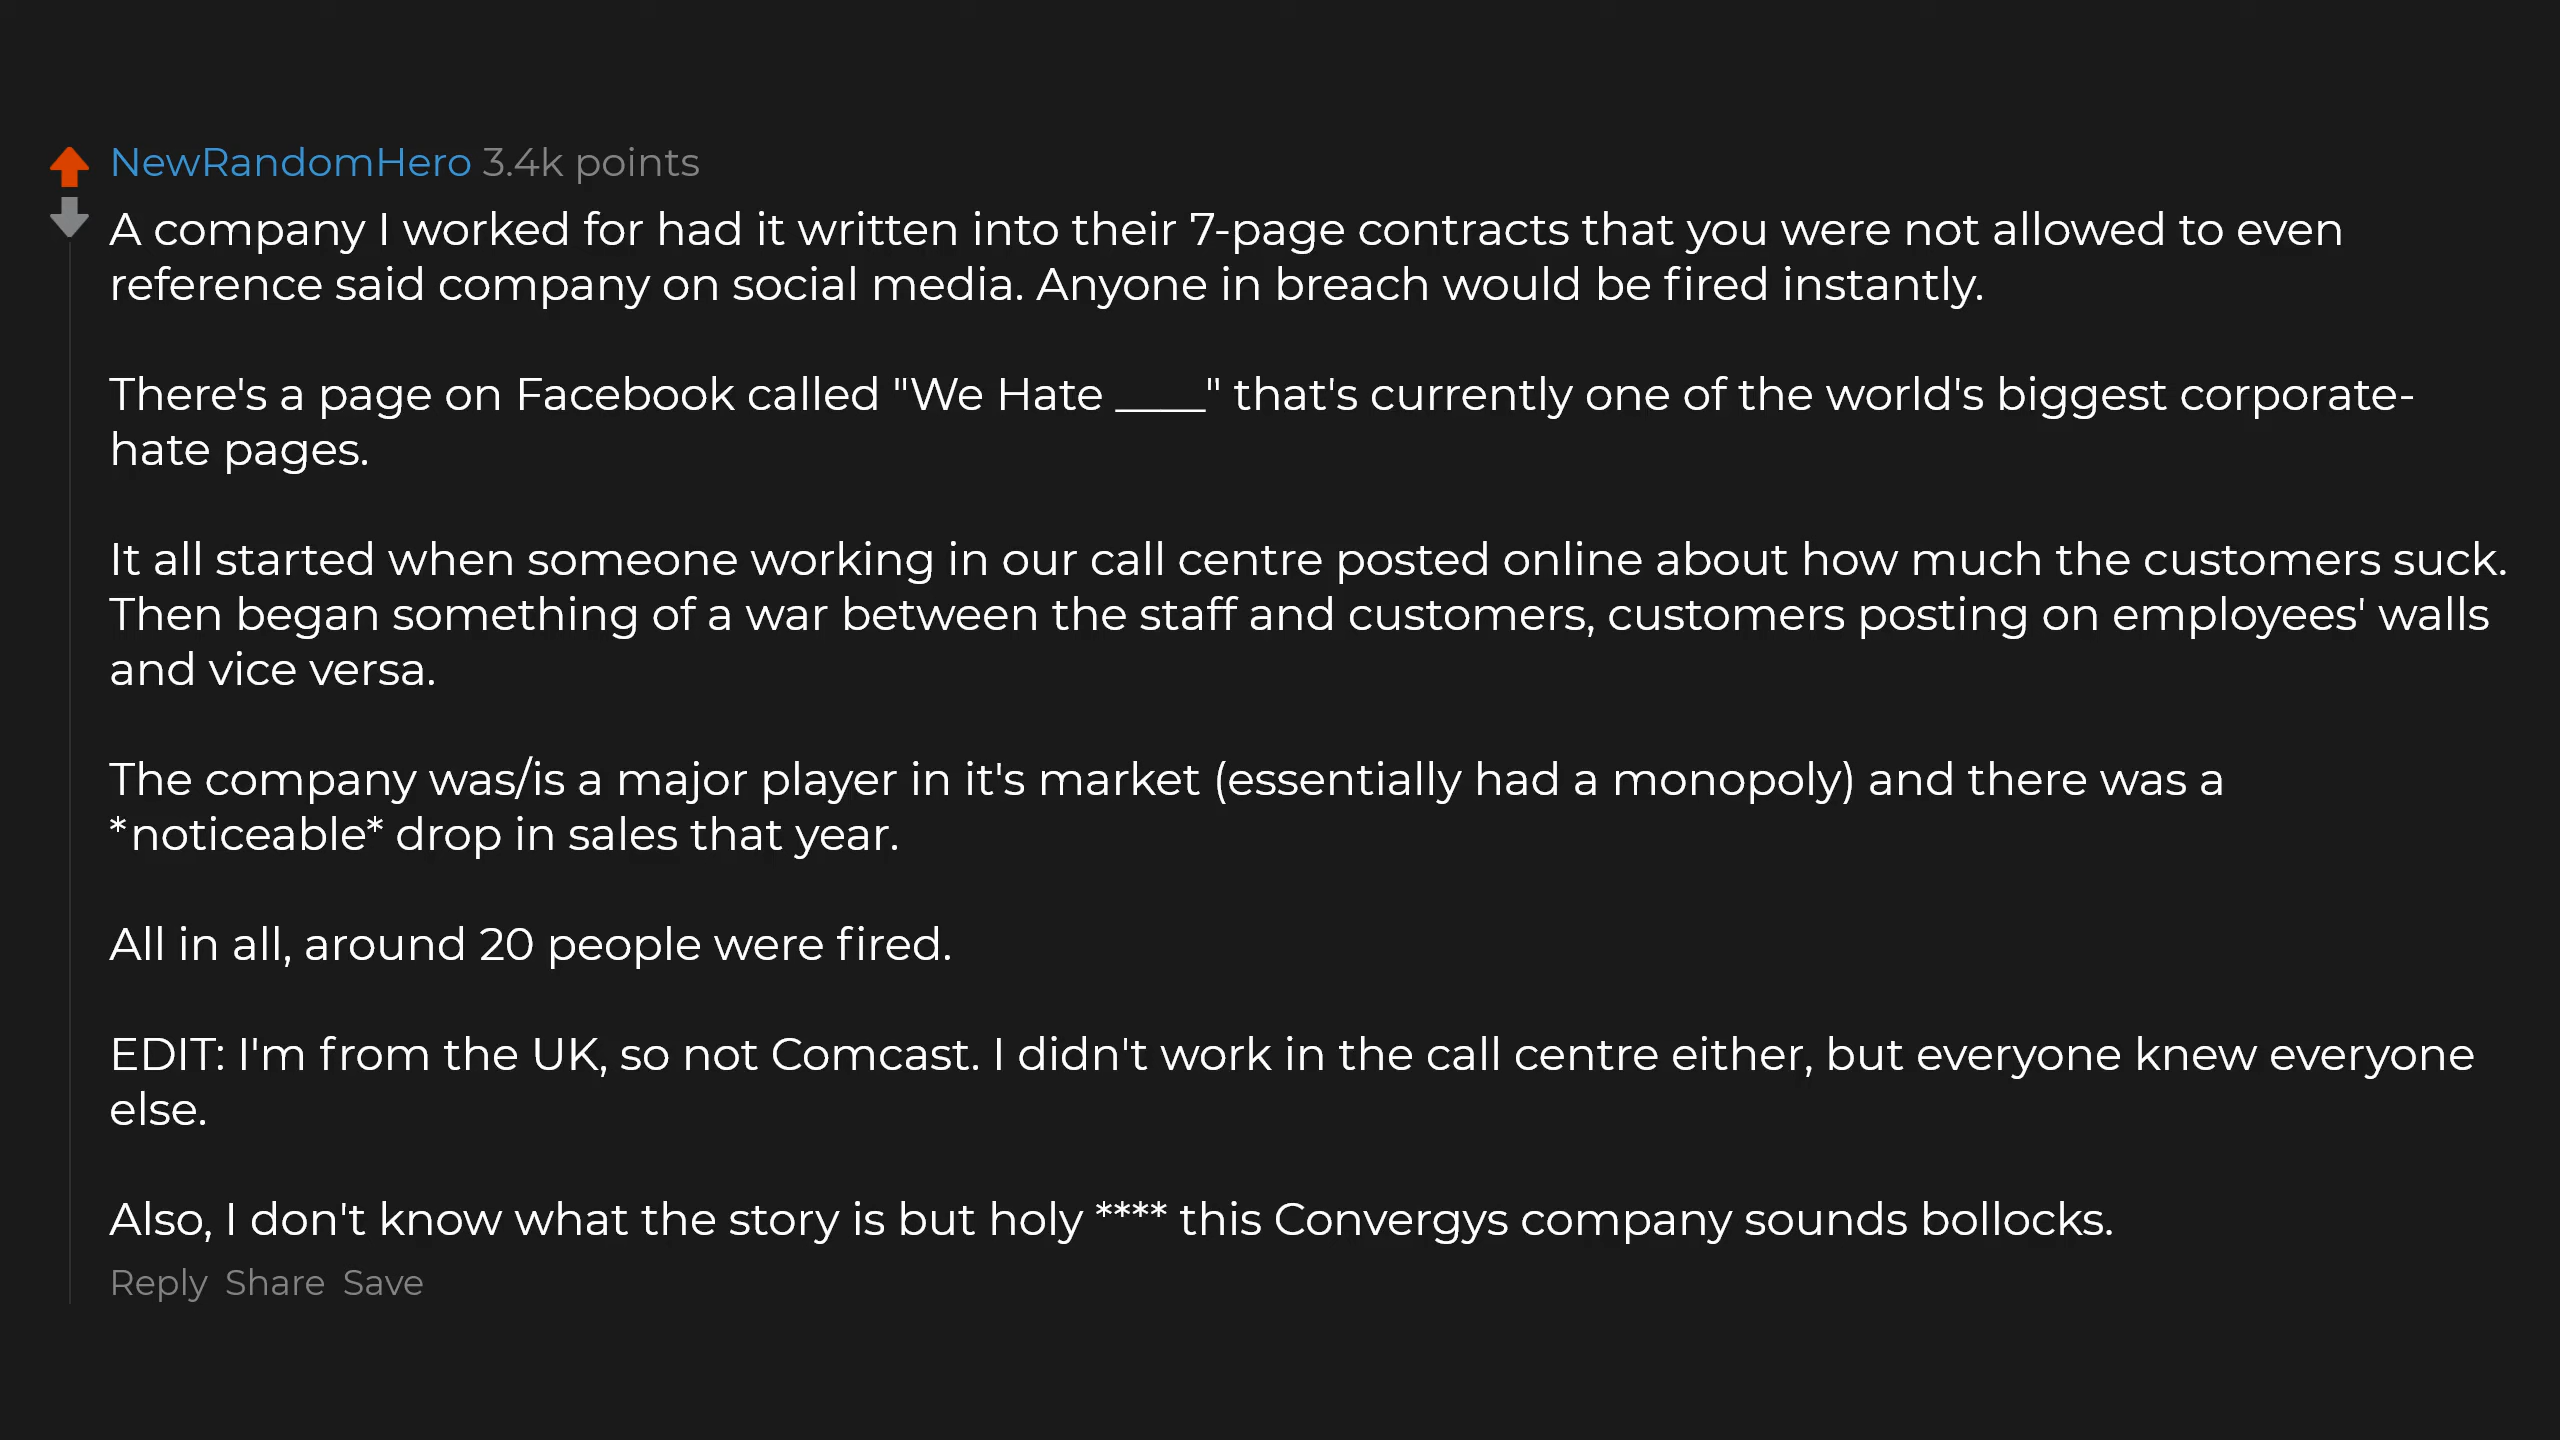 NewRandomHero 3.4k points
A company I worked for had it written into their 7-page contracts that you were not allowed to even
reference said company on social media. Anyone in breach would be fired instantly.
There's a page on Facebook called "We Hate ____" that's currently one of the world's biggest corporate-
hate pages.
It all started when someone working in our call centre posted online about how much the customers suck.
Then began something of a war between the staff and customers, customers posting on employees' walls
and vice versa.
The company was/is a major player in it's market (essentially had a monopoly) and there was a
*noticeable* drop in sales that year.
All in all, around 20 people were fired.
EDIT: I'm from the UK, so not Comcast. I didn't work in the call centre either, but everyone knew everyone
else.
Also, I don't know what the story is but holy **** this Convergys company sounds bollocks.
Reply Share Save